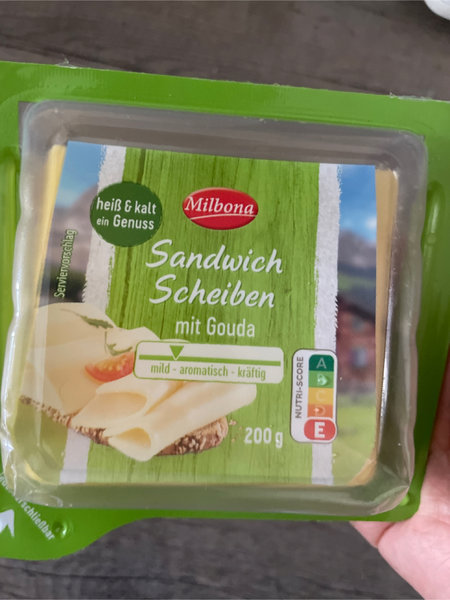 heiß & kalt
ein Genuss
Milbona
Serviervorschlag
Sandwich
Scheiben
mit Gouda
mild - aromatisch - kräftig
NUTRI-SCORE
A
B
C
D
E
200 g